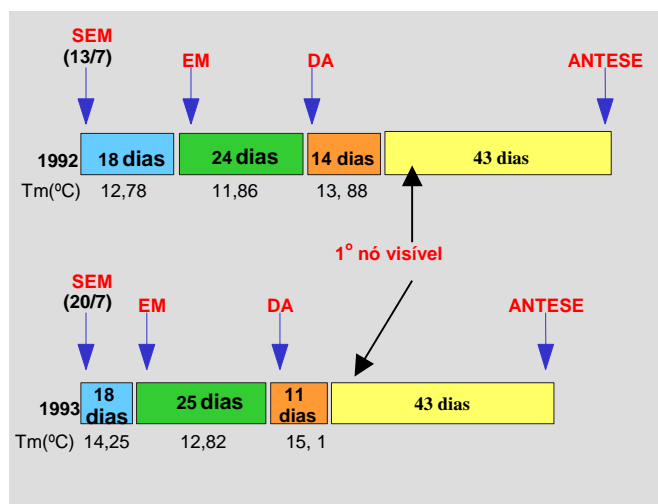 SEM
(13/7)
EM
DA
ANTESE
1992
18 dias
24 dias
14 dias
43 dias
Tm(ºC)
12,78
11,86
13, 88
1º nó visível
SEM
(20/7)
EM
DA
ANTESE
1993
18
dias
25 dias
11
dias
43 dias
Tm(ºC)
14,25
12,82
15, 1